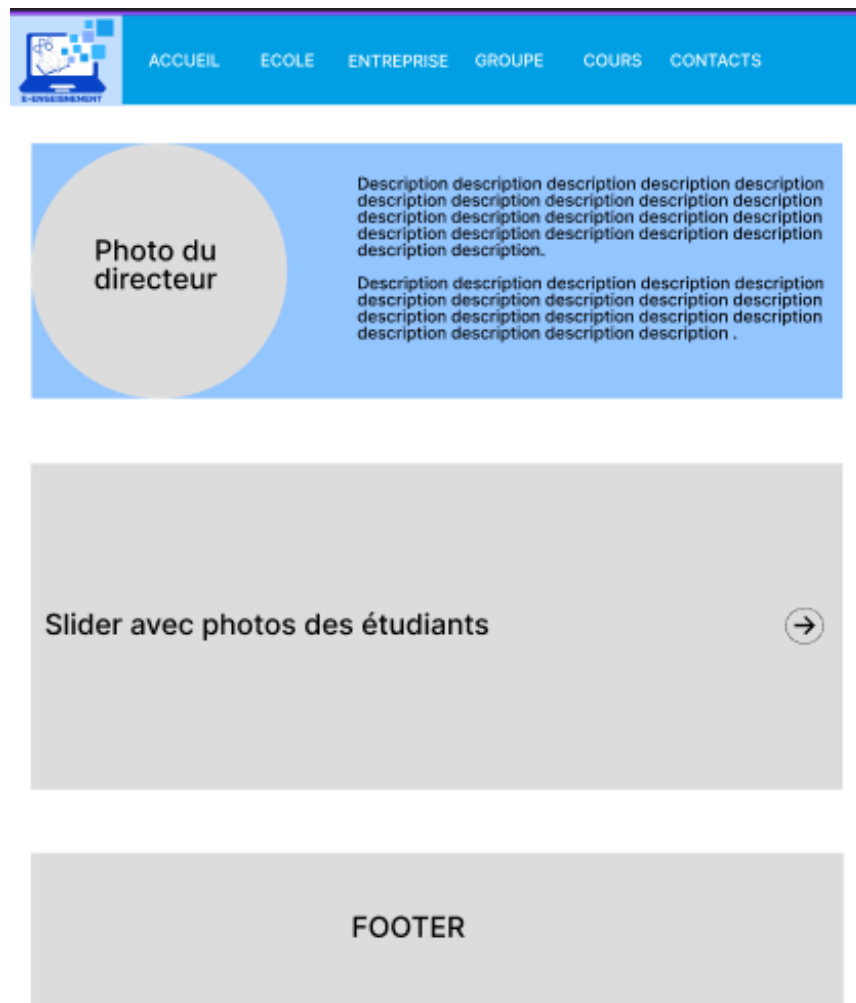 E-ENSEIGNEMENT
ACCUEIL ECOLE ENTREPRISE GROUPE COURS CONTACTS
Photo du
directeur
Description description description description description
description description description description description
description description description description description
description description description description description
description description.
Description description description description description
description description description description description
description description description description description
description description description description .
Slider avec photos des étudiants
FOOTER